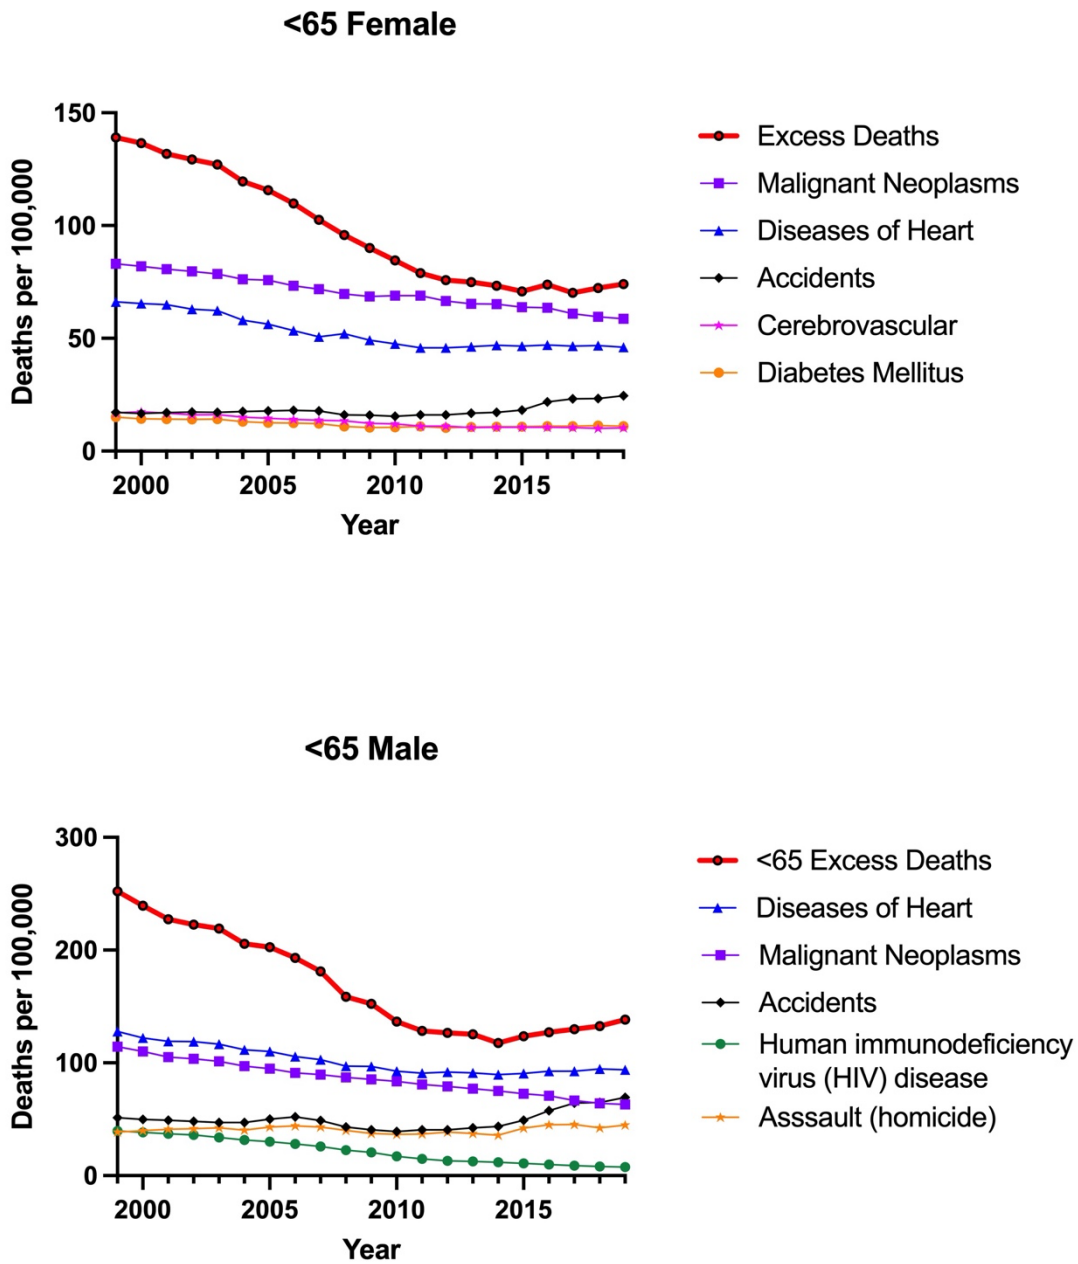 <65 Female
150
100
50
0
Deaths per 100,000
2000 2005 2010 2015
Year
Excess Deaths
Malignant Neoplasms
Diseases of Heart
Accidents
Cerebrovascular
Diabetes Mellitus
<65 Male
300
200
100
0
Deaths per 100,000
2000 2005 2010 2015
Year
<65 Excess Deaths
Diseases of Heart
Malignant Neoplasms
Accidents
Human immunodeficiency
virus (HIV) disease
Asssault (homicide)